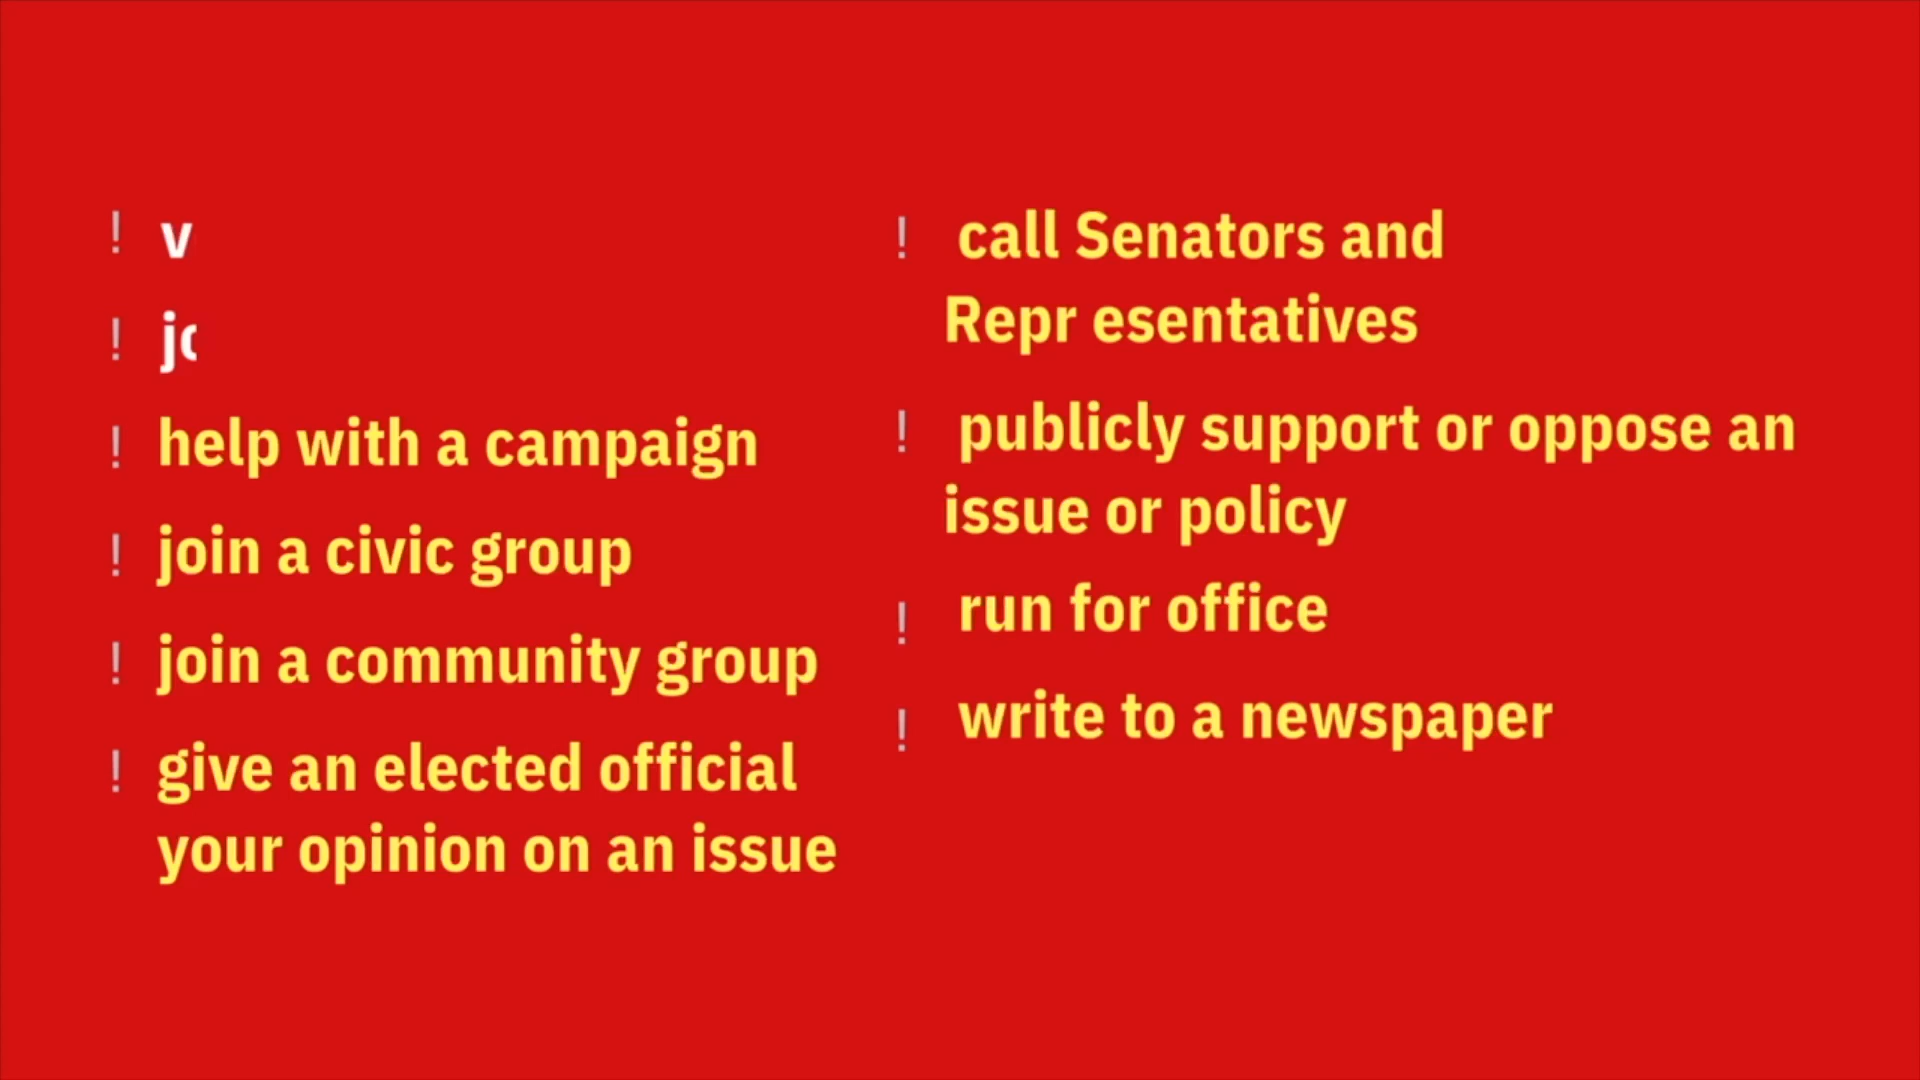 ! v
! jo
! help with a campaign
! join a civic group
! join a community group
! give an elected official
your opinion on an issue
! call Senators and
Repr esentatives
! publicly support or oppose an
issue or policy
! run for office
! write to a newspaper